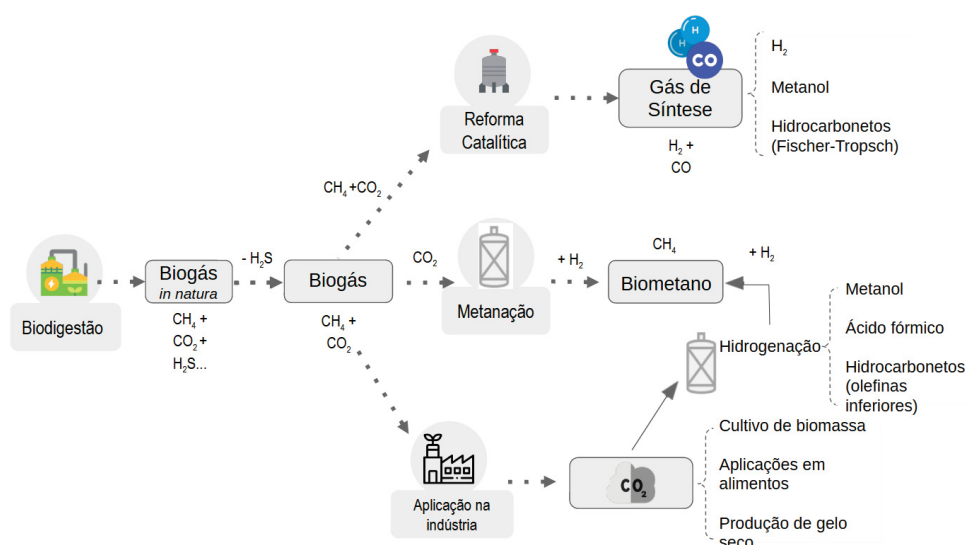 H
H
CO
H₂
Metanol
Hidrocarbonetos
(Fischer-Tropsch)
Gás de
Síntese
H₂ +
CO
Reforma
Catalítica
CH₄ +CO₂
Biodigestão
Biogás
in natura
CH₄ +
CO₂ +
H₂S...
- H₂S
Biogás
CH₄ +
CO₂
CO₂
Metanação
+ H₂
CH₄
Biometano
+ H₂
Hidrogenação
Metanol
Ácido fórmico
Hidrocarbonetos
(olefinas
inferiores)
Aplicação na
indústria
CO₂
Cultivo de biomassa
Aplicações em
alimentos
Produção de gelo
seco